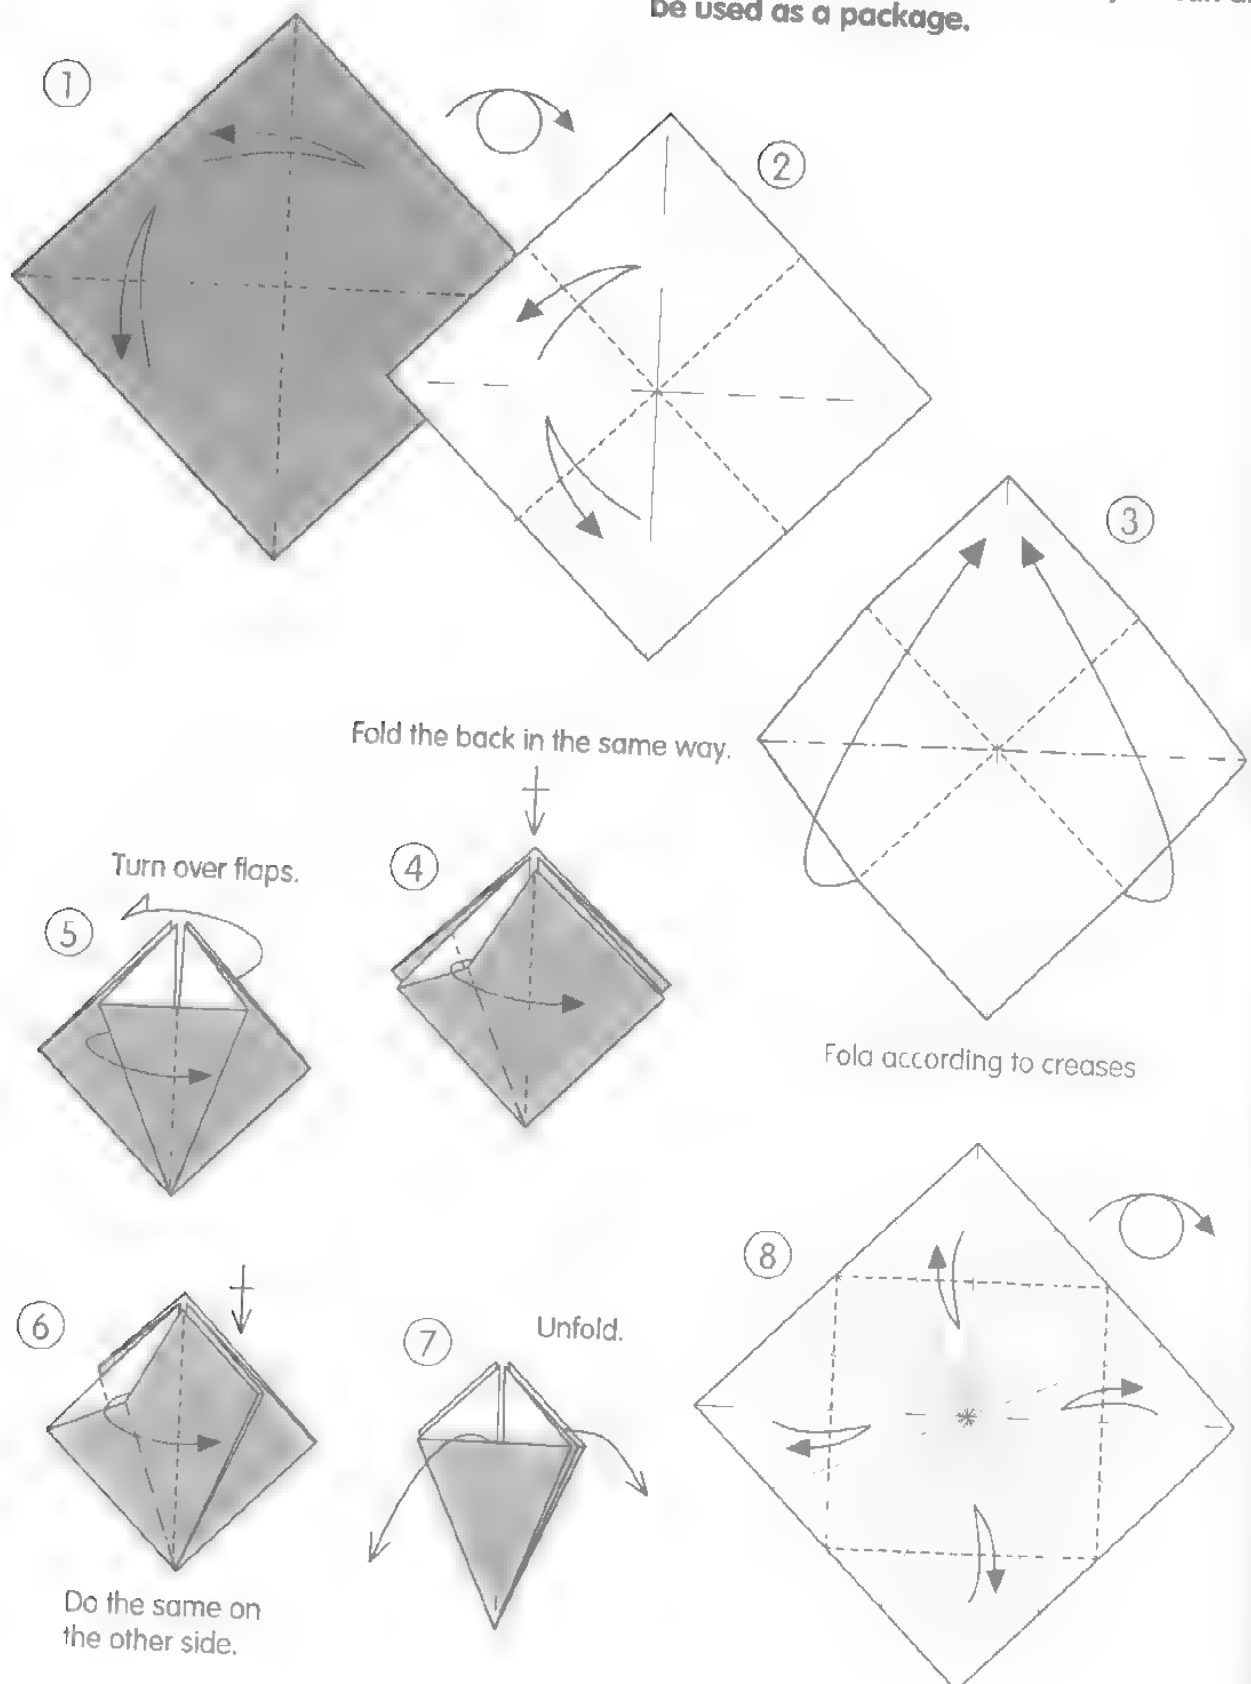 be used as a package.
1
2
3
Fold the back in the same way.
4
Turn over flaps.
5
Fola according to creases
8
6
7
Unfold.
Do the same on
the other side.